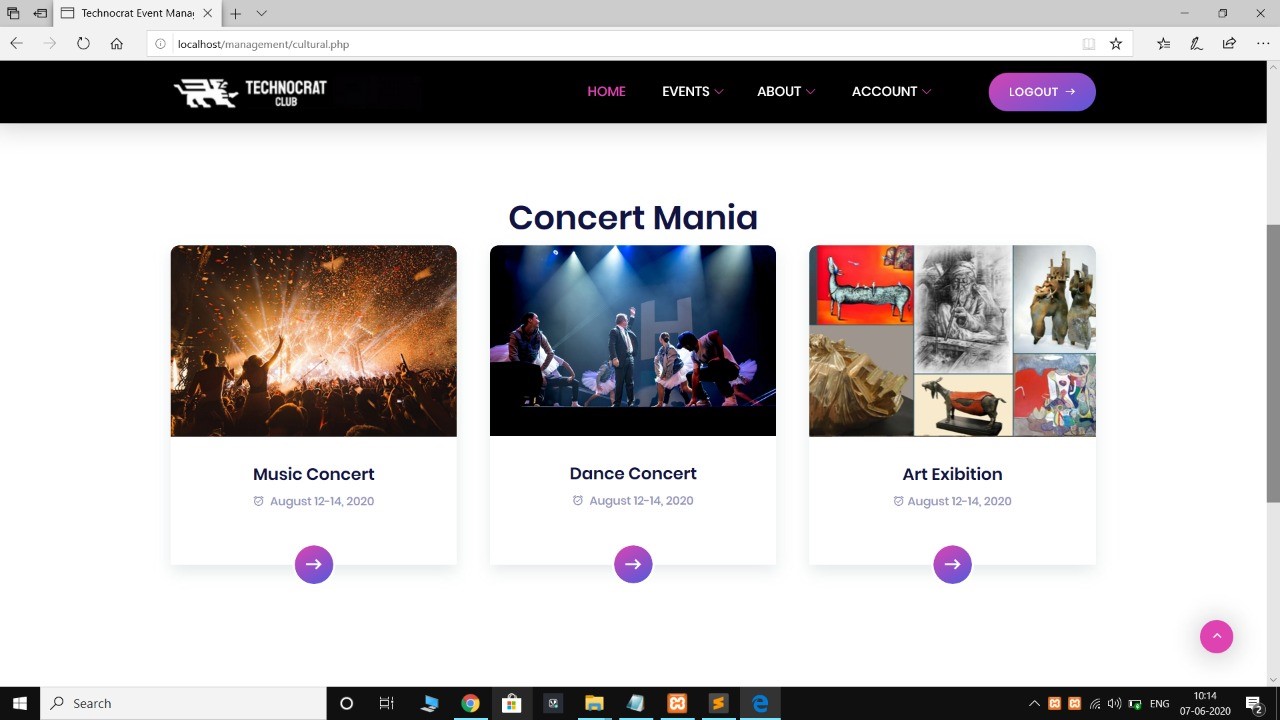 Technocrat Event Manag
localhost/management/cultural.php
TECHNOCRAT
CLUB
HOME
EVENTS
ABOUT
ACCOUNT
LOGOUT
Concert Mania
H
Music Concert
August 12-14, 2020
Dance Concert
August 12-14, 2020
Art Exibition
August 12-14, 2020
Search
ENG
10:14
07-06-2020
2